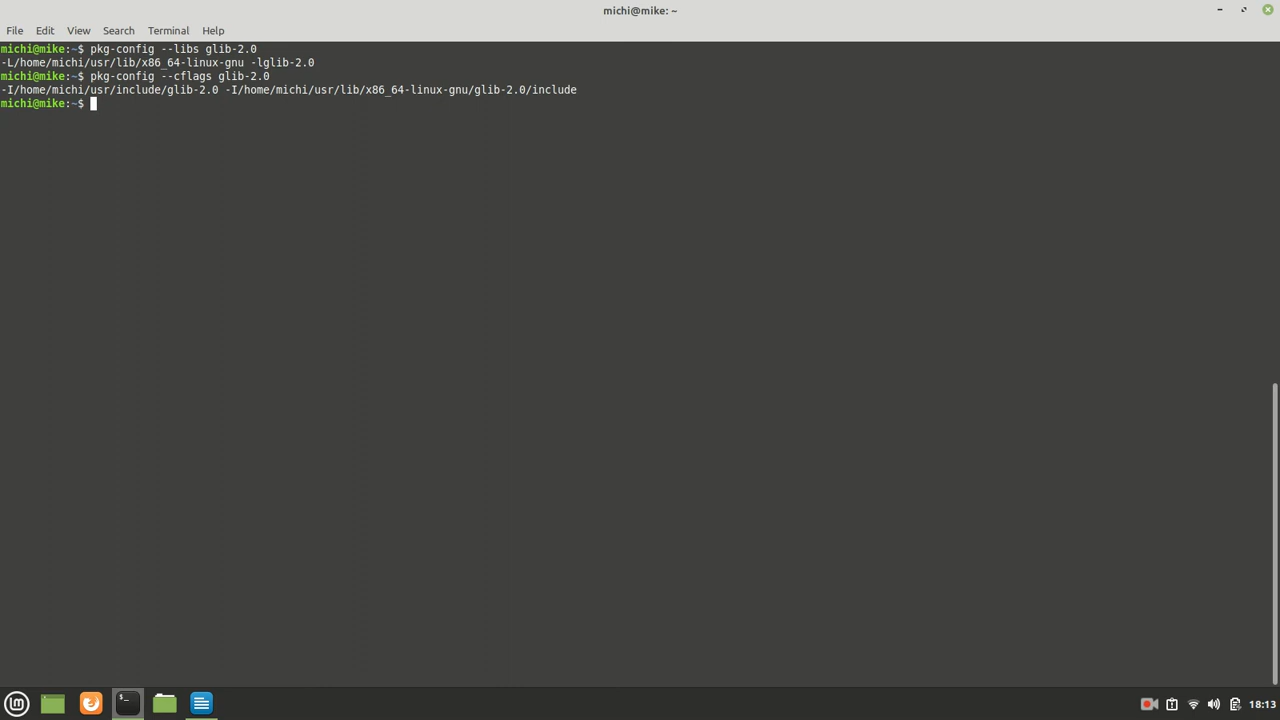 michi@mike: ~
File Edit View Search Terminal Help
michi@mike:~$ pkg-config --libs glib-2.0
-L/home/michi/usr/lib/x86_64-linux-gnu -lglib-2.0
michi@mike:~$ pkg-config --cflags glib-2.0
-I/home/michi/usr/include/glib-2.0 -I/home/michi/usr/lib/x86_64-linux-gnu/glib-2.0/include
michi@mike:~$
18:13